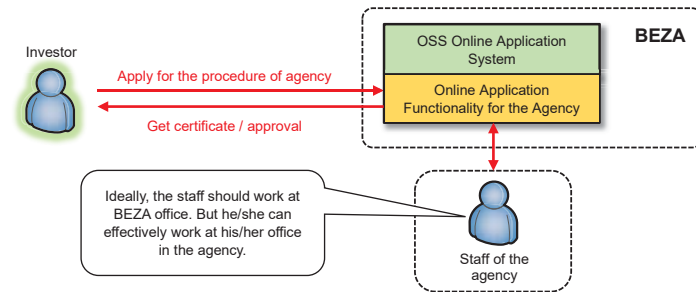 BEZA
Investor
OSS Online Application
System
Apply for the procedure of agency
Online Application
Functionality for the Agency
Get certificate / approval
Ideally, the staff should work at
BEZA office. But he/she can
effectively work at his/her office
in the agency.
Staff of the
agency